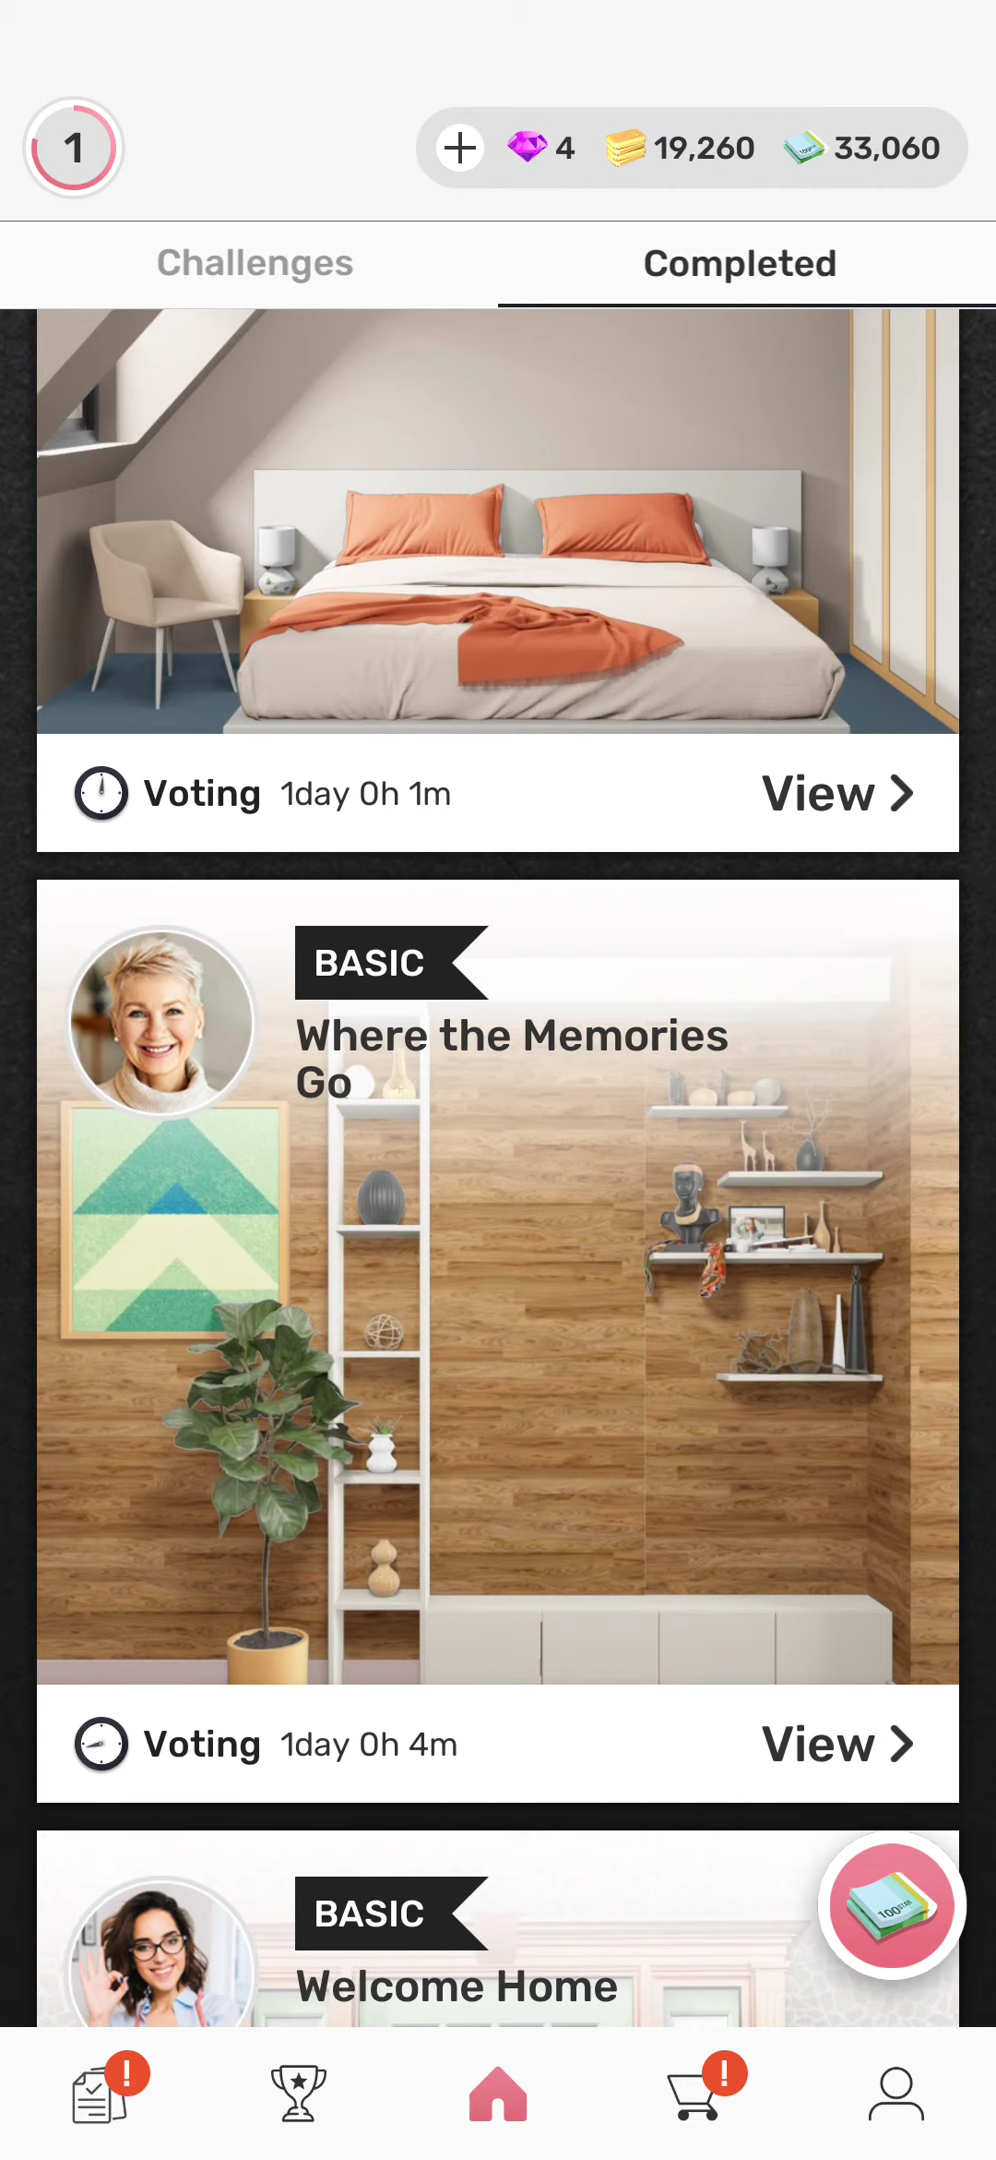 1
4 19,260 33,060
Challenges Completed
Voting 1day 0h 1m View
BASIC
Where the Memories
Go
Voting 1day 0h 4m View
BASIC
100STAR
Welcome Home
! !